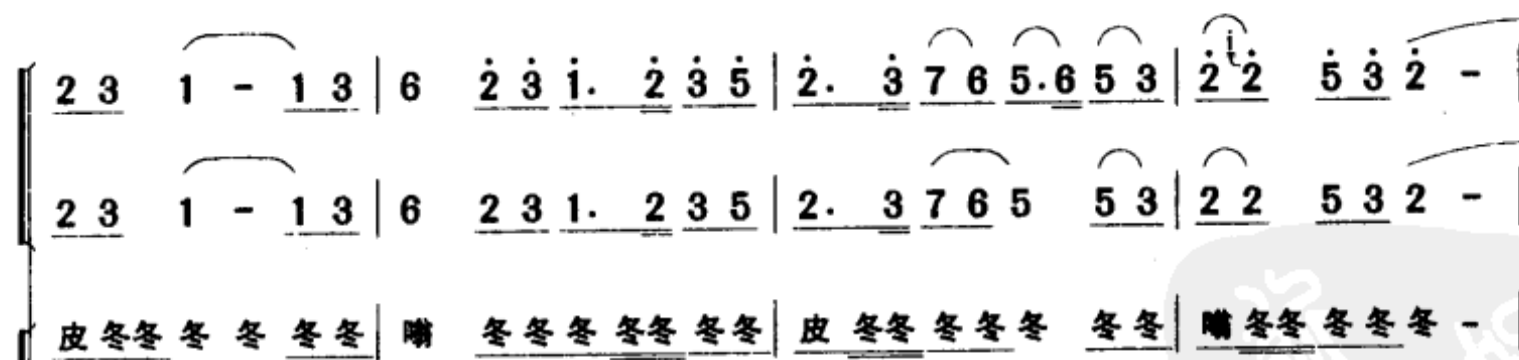 2 3 1 - 1 3 | 6 2̇ 3̇ 1̇. 2̇ 3̇ 5̇ | 2̇. 3̇ 7 6 5.6 5 3 | 2̇ i 2̇ 5̇ 3̇ 2̇ -
2 3 1 - 1 3 | 6 2 3 1. 2 3 5 | 2. 3 7 6 5 5 3 | 2 2 5 3 2 -
皮 冬冬 冬 冬 冬冬 | 嘣 冬冬冬 冬冬 冬冬 | 皮 冬冬 冬冬冬 冬冬 | 嘣 冬冬 冬冬冬 -